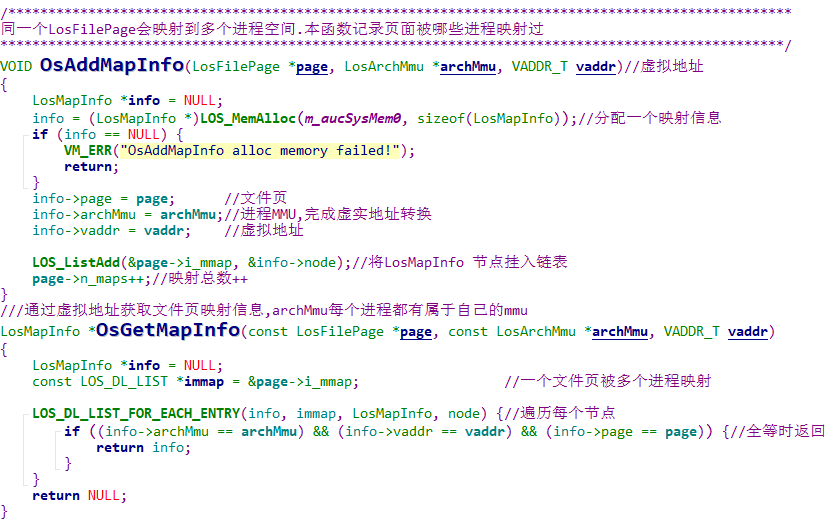 /**************************************************************************************************
同一个LosFilePage会映射到多个进程空间.本函数记录页面被哪些进程映射过
**************************************************************************************************/
VOID OsAddMapInfo(LosFilePage *page, LosArchMmu *archMmu, VADDR_T vaddr)//虚拟地址
{
    LosMapInfo *info = NULL;
    info = (LosMapInfo *)LOS_MemAlloc(m_aucSysMem0, sizeof(LosMapInfo));//分配一个映射信息
    if (info == NULL) {
        VM_ERR("OsAddMapInfo alloc memory failed!");
        return;
    }
    info->page = page;      //文件页
    info->archMmu = archMmu;//进程MMU,完成虚实地址转换
    info->vaddr = vaddr;    //虚拟地址
    LOS_ListAdd(&page->i_mmap, &info->node);//将LosMapInfo 节点挂入链表
    page->n_maps++;//映射总数++
}
///通过虚拟地址获取文件页映射信息,archMmu每个进程都有属于自己的mmu
LosMapInfo *OsGetMapInfo(const LosFilePage *page, const LosArchMmu *archMmu, VADDR_T vaddr)
{
    LosMapInfo *info = NULL;
    const LOS_DL_LIST *immap = &page->i_mmap;                  //一个文件页被多个进程映射
    LOS_DL_LIST_FOR_EACH_ENTRY(info, immap, LosMapInfo, node) {//遍历每个节点
        if ((info->archMmu == archMmu) && (info->vaddr == vaddr) && (info->page == page)) {//全等时返回
            return info;
        }
    }
    return NULL;
}